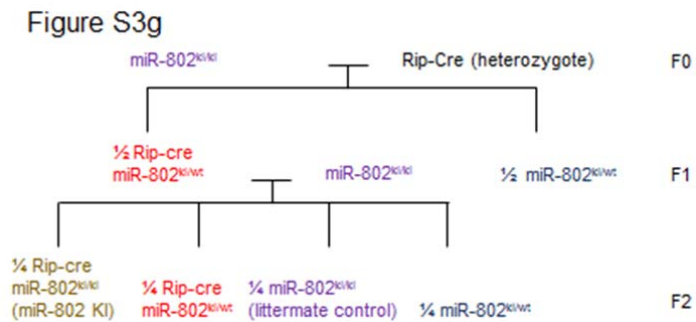 Figure S3g
miR-802ki/ki Rip-Cre (heterozygote) F0
½ Rip-cre
miR-802ki/wt miR-802ki/ki ½ miR-802ki/wt F1
¼ Rip-cre
miR-802ki/ki ¼ Rip-cre ¼ miR-802ki/ki
(miR-802 KI) miR-802ki/wt (littermate control) ¼ miR-802ki/wt F2